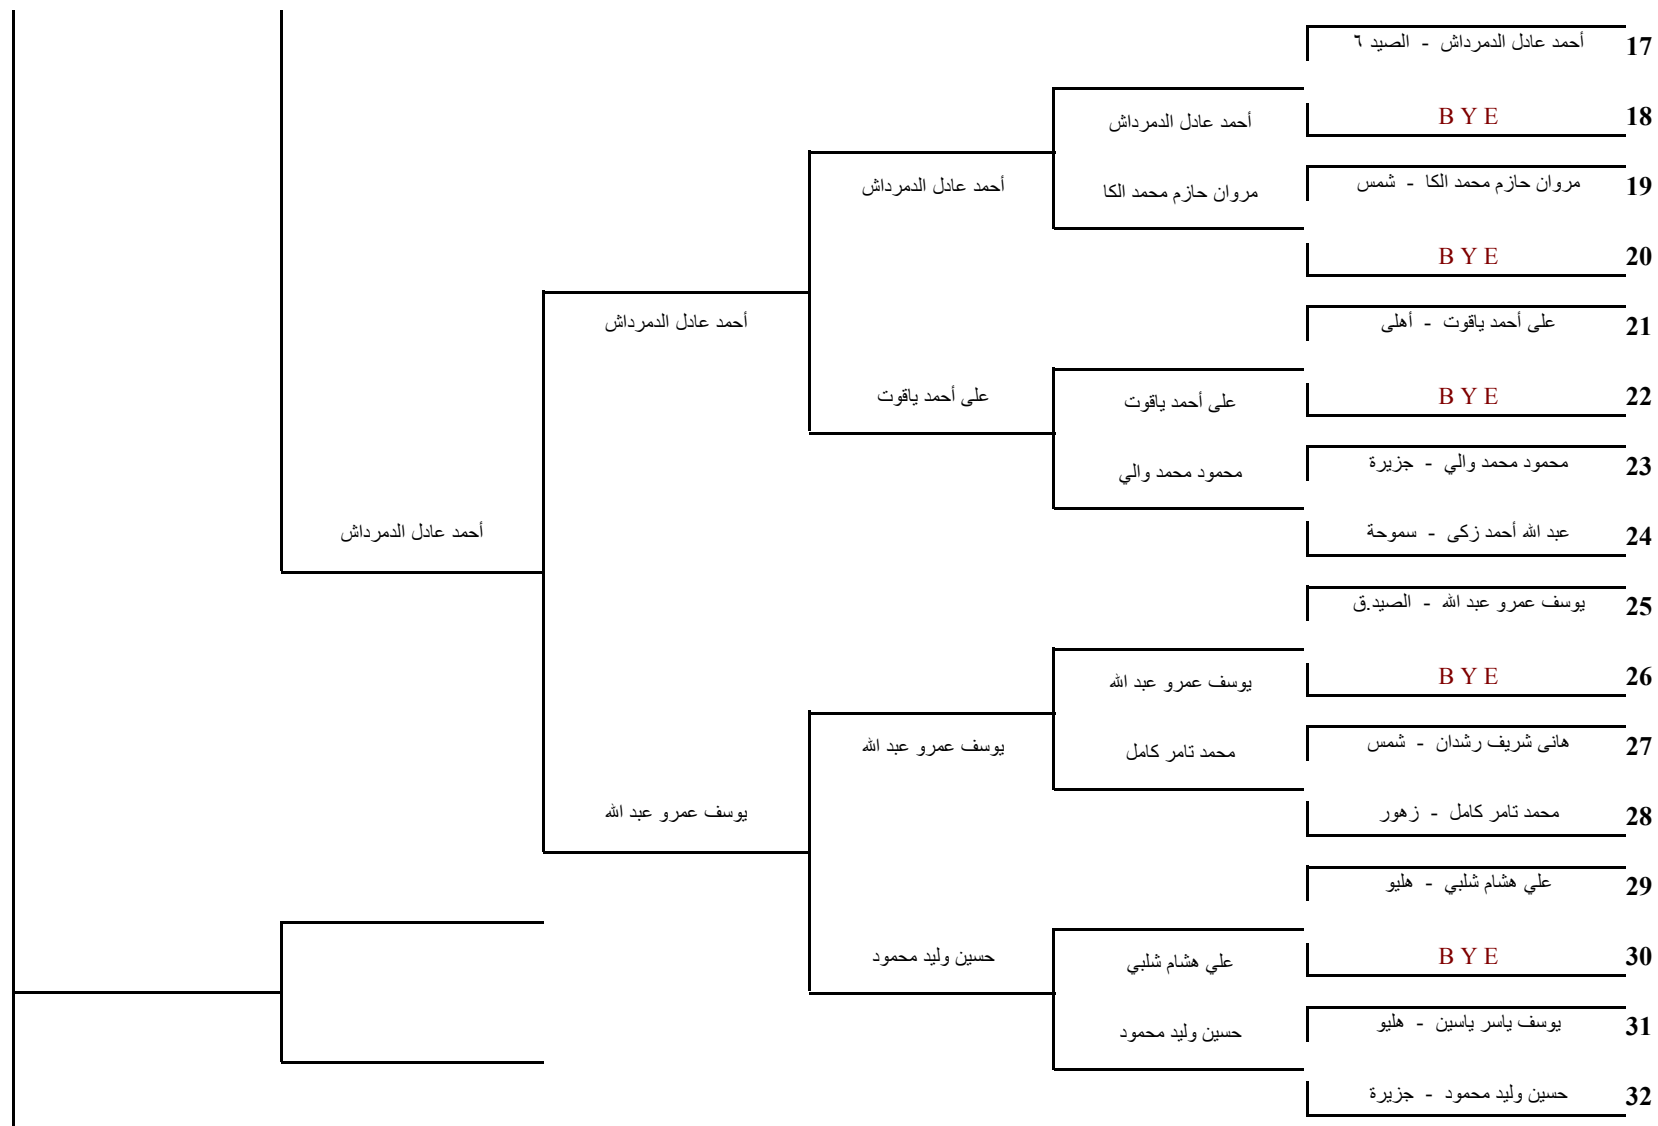 17 أحمد عادل الدمرداش - الصيد ٦
18 B Y E
أحمد عادل الدمرداش
19 مروان حازم محمد الكا - شمس
أحمد عادل الدمرداش
مروان حازم محمد الكا
20 B Y E
21 على أحمد ياقوت - أهلى
أحمد عادل الدمرداش
22 B Y E
على أحمد ياقوت
على أحمد ياقوت
23 محمود محمد والي - جزيرة
محمود محمد والي
24 عبد الله أحمد زكى - سموحة
أحمد عادل الدمرداش
25 يوسف عمرو عبد الله - الصيد.ق
26 B Y E
يوسف عمرو عبد الله
27 هانى شريف رشدان - شمس
محمد تامر كامل
يوسف عمرو عبد الله
28 محمد تامر كامل - زهور
يوسف عمرو عبد الله
29 علي هشام شلبي - هليو
30 B Y E
علي هشام شلبي
حسين وليد محمود
31 يوسف ياسر ياسين - هليو
حسين وليد محمود
32 حسين وليد محمود - جزيرة